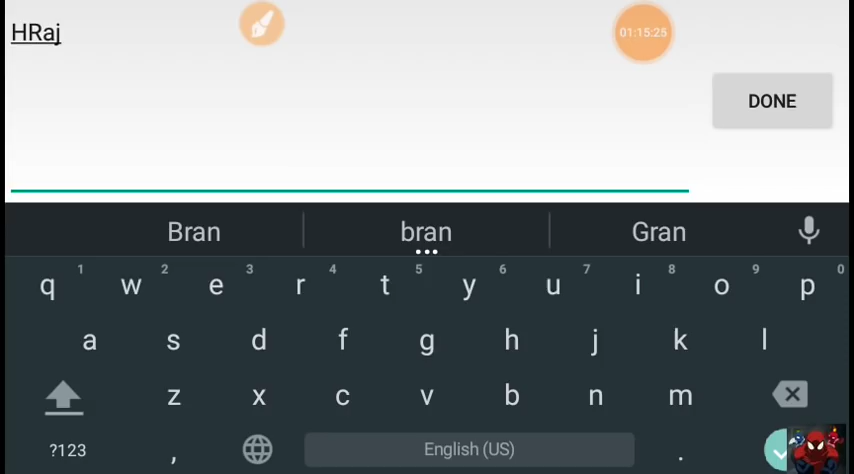 HRaj
01:15:25
DONE
Bran bran Gran
q 1 w 2 e 3 r 4 t 5 y 6 u 7 i 8 o 9 p 0
a s d f g h j k l
z x c v b n m
?123 , English (US) .